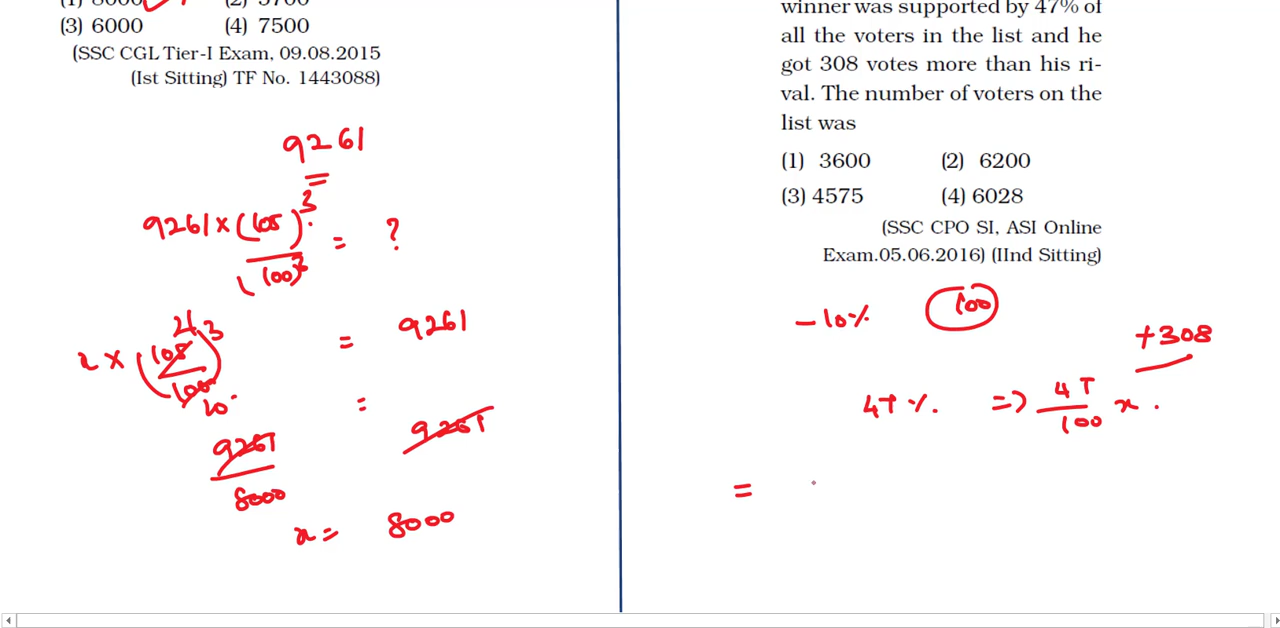 (3) 6000 (4) 7500
(SSC CGL Tier-I Exam, 09.08.2015
(Ist Sitting) TF No. 1443088)
9261
9261 × (105)³ = ?
(100)³
x × (105/100)³ = 9261
21
20
9261 = 9261
8000
x = 8000
winner was supported by 47% of
all the voters in the list and he
got 308 votes more than his ri-
val. The number of voters on the
list was
(1) 3600 (2) 6200
(3) 4575 (4) 6028
(SSC CPO SI, ASI Online
Exam.05.06.2016) (IInd Sitting)
-10% 100
+308
47% => 47/100 x .
=